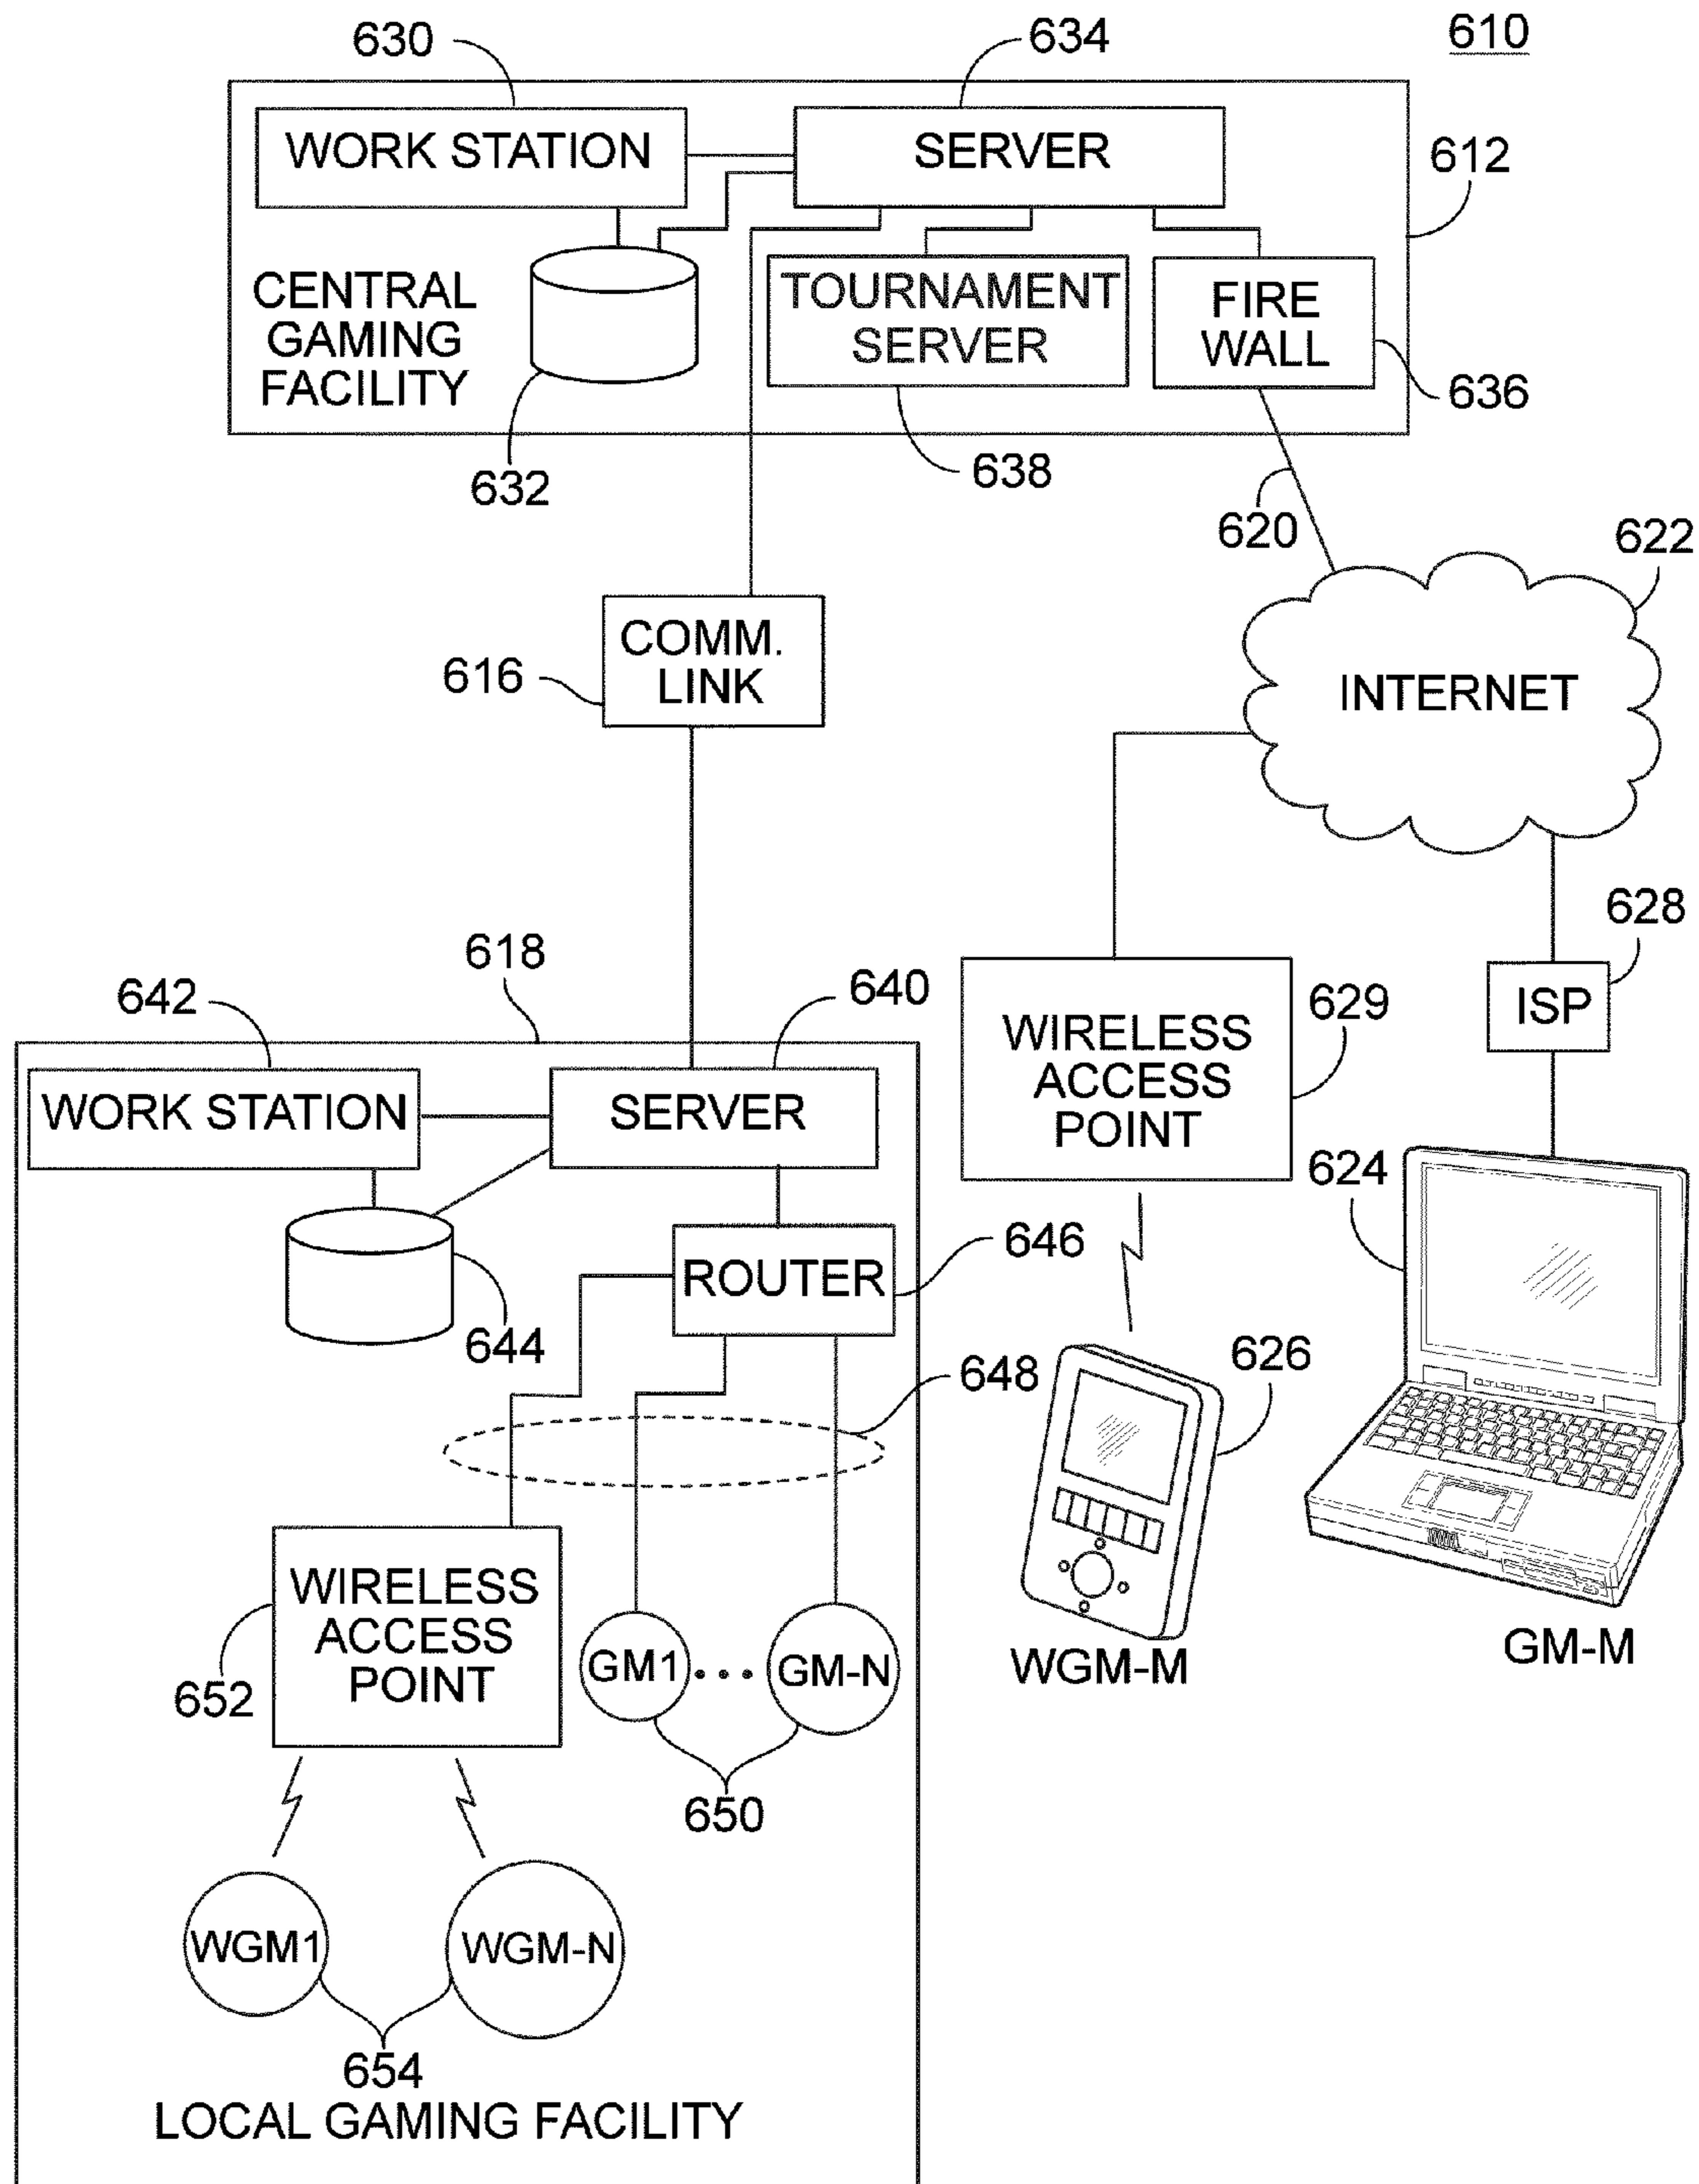 610
630
634
WORK STATION
SERVER
612
CENTRAL
GAMING
FACILITY
TOURNAMENT
SERVER
FIRE
WALL
636
632
638
620
622
COMM.
LINK
616
INTERNET
628
618
642
640
629
ISP
WORK STATION
SERVER
WIRELESS
ACCESS
POINT
624
ROUTER
646
644
626
648
WIRELESS
ACCESS
POINT
652
GM1
GM-N
WGM-M
GM-M
650
WGM1
WGM-N
654
LOCAL GAMING FACILITY